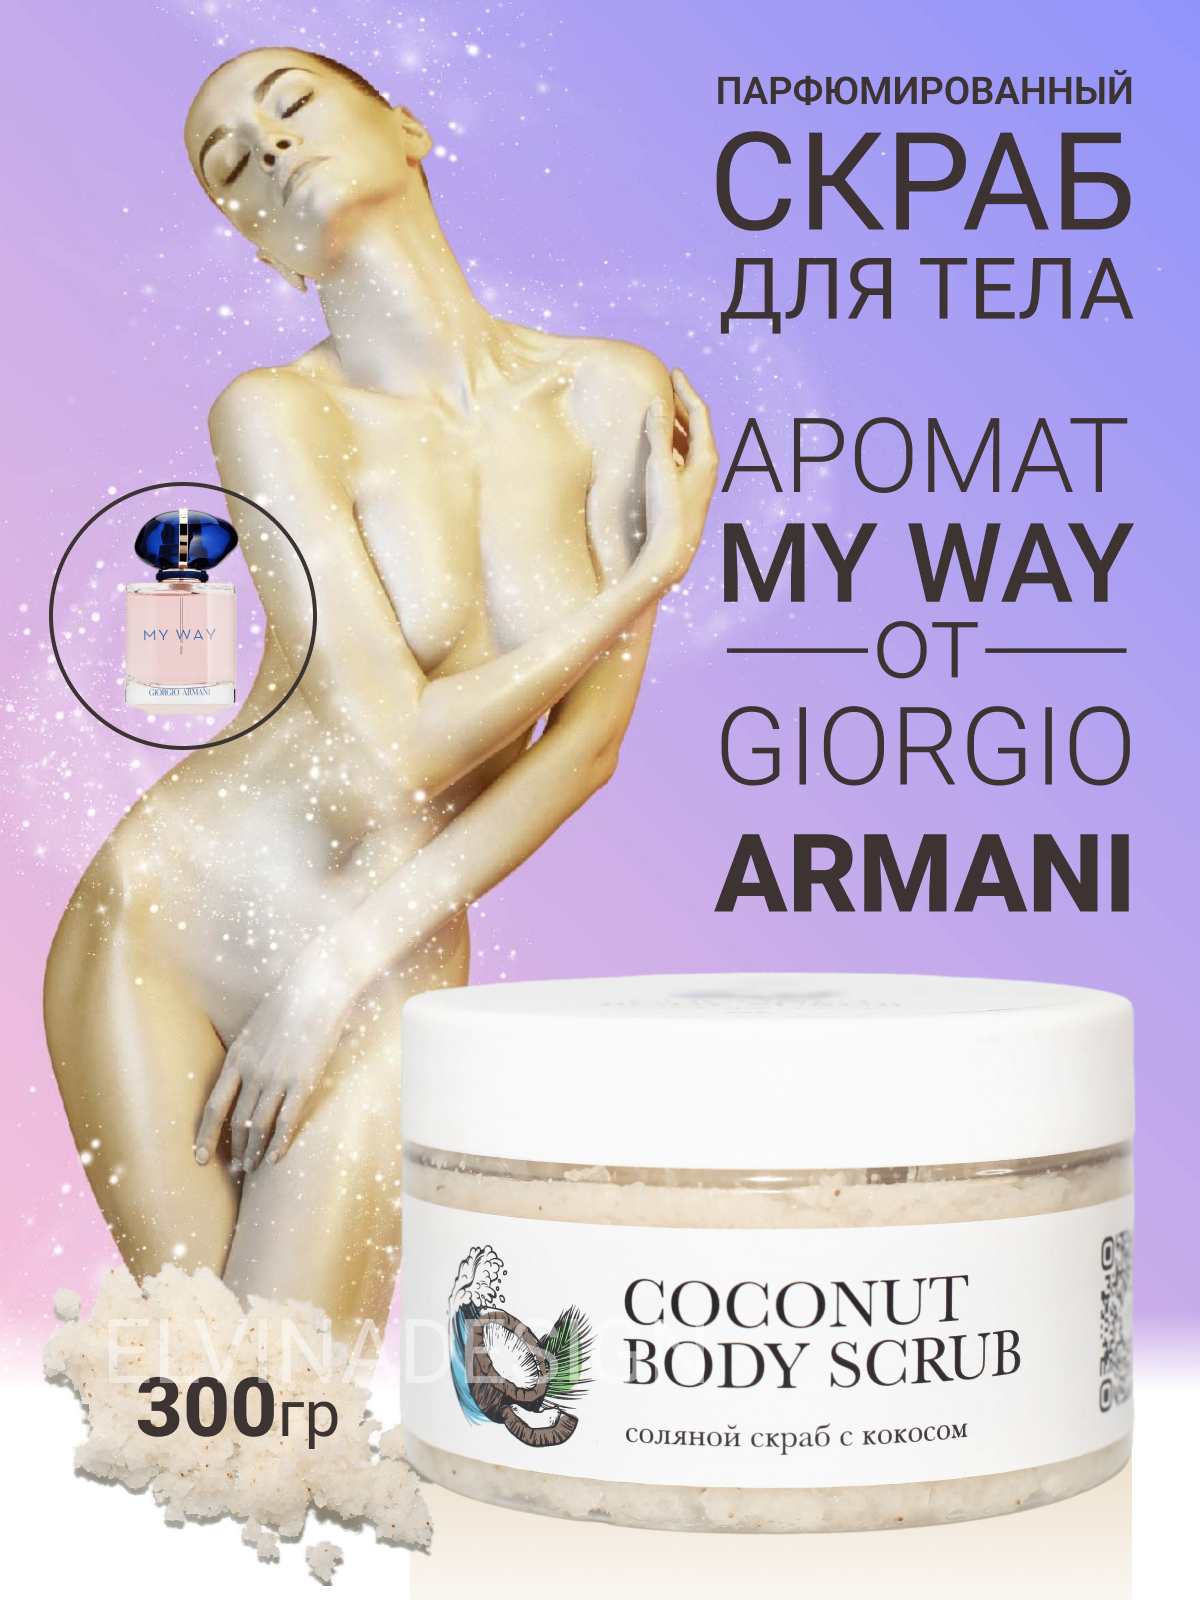 ПАРФЮМИРОВАННЫЙ
СКРАБ
ДЛЯ ТЕЛА
АРОМАТ
MY WAY
ОТ
GIORGIO
ARMANI
MY WAY
GIORGIO ARMANI
COCONUT
BODY SCRUB
соляной скраб с кокосом
ELVINADESIGN
300гр